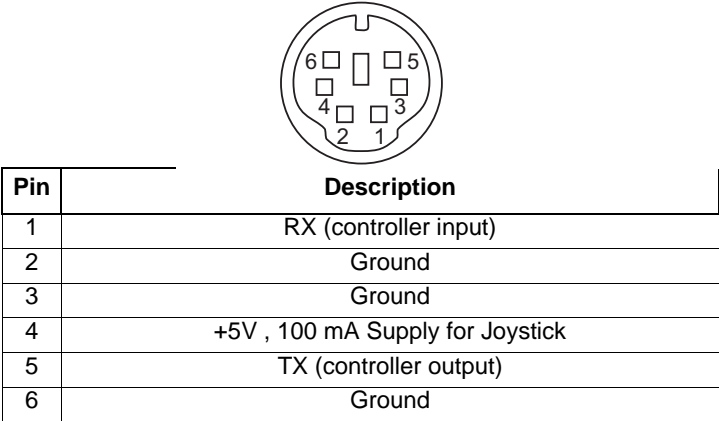 6 5
4 3
2 1
Pin Description
1 RX (controller input)
2 Ground
3 Ground
4 +5V , 100 mA Supply for Joystick
5 TX (controller output)
6 Ground